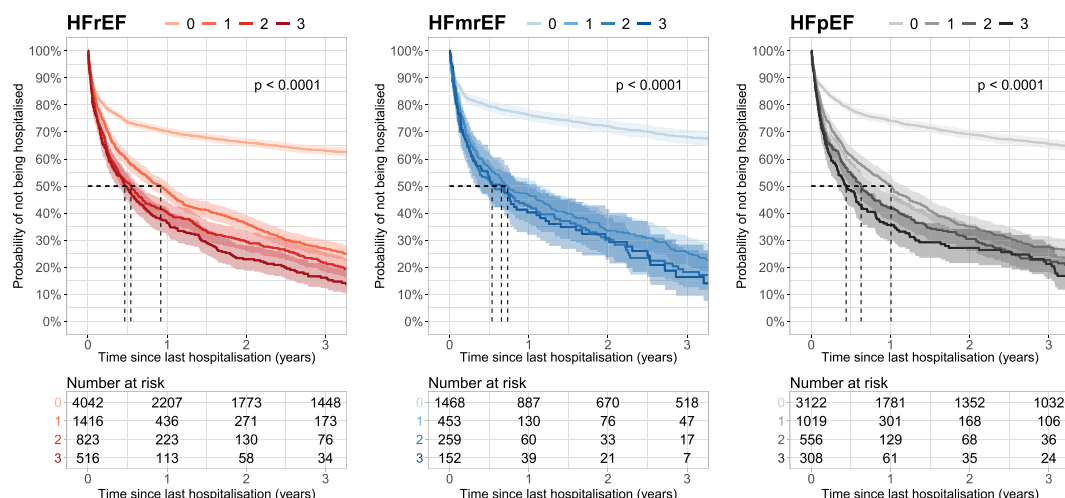 HFrEF 0 1 2 3
HFmrEF 0 1 2 3
HFpEF 0 1 2 3
Probability of not being hospitalised
100%
90%
80%
70%
60%
50%
40%
30%
20%
10%
0%
p < 0.0001
0 1 2 3
Time since last hospitalisation (years)
Probability of not being hospitalised
100%
90%
80%
70%
60%
50%
40%
30%
20%
10%
0%
p < 0.0001
0 1 2 3
Time since last hospitalisation (years)
Probability of not being hospitalised
100%
90%
80%
70%
60%
50%
40%
30%
20%
10%
0%
p < 0.0001
0 1 2 3
Time since last hospitalisation (years)
Number at risk
0 4042 2207 1773 1448
1 1416 436 271 173
2 823 223 130 76
3 516 113 58 34
0 1 2 3
Time since last hospitalisation (years)
Number at risk
0 1468 887 670 518
1 453 130 76 47
2 259 60 33 17
3 152 39 21 7
0 1 2 3
Time since last hospitalisation (years)
Number at risk
0 3122 1781 1352 1032
1 1019 301 168 106
2 556 129 68 36
3 308 61 35 24
0 1 2 3
Time since last hospitalisation (years)